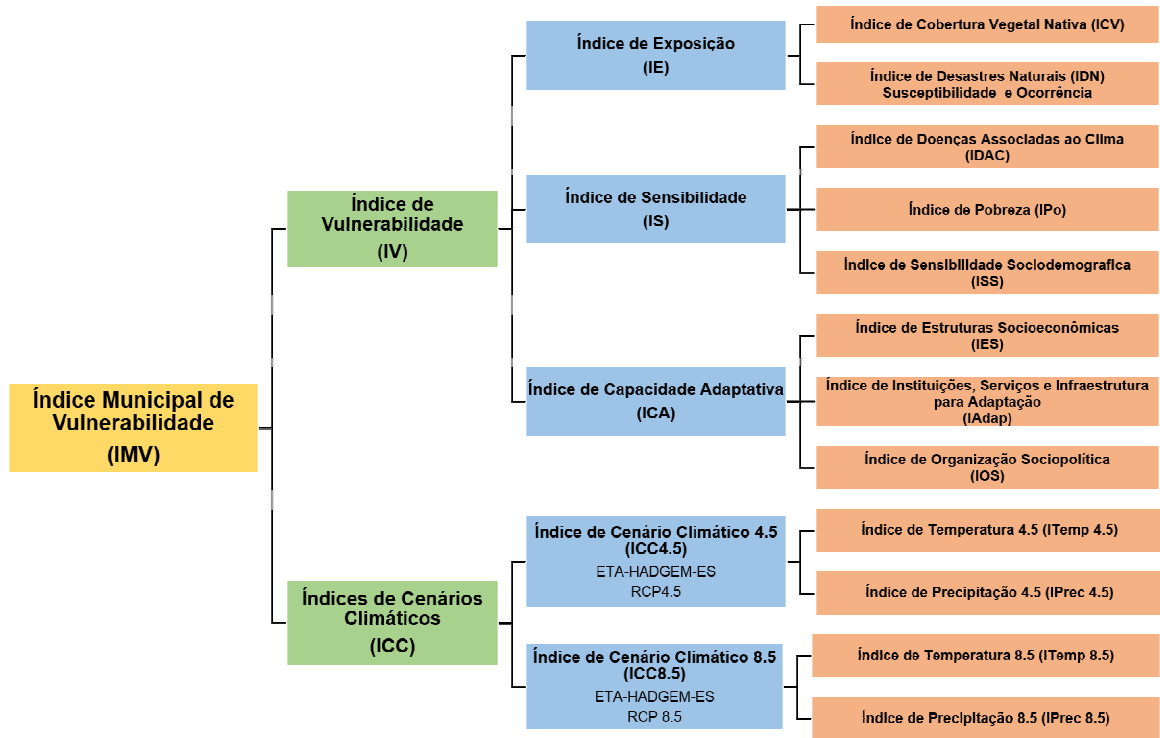 Índice Municipal de
Vulnerabilidade
(IMV)
Índice de
Vulnerabilidade
(IV)
Índices de Cenários
Climáticos
(ICC)
Índice de Exposição
(IE)
Índice de Sensibilidade
(IS)
Índice de Capacidade Adaptativa
(ICA)
Índice de Cenário Climático 4.5
(ICC4.5)
ETA-HADGEM-ES
RCP4.5
Índice de Cenário Climático 8.5
(ICC8.5)
ETA-HADGEM-ES
RCP 8.5
Índice de Cobertura Vegetal Nativa (ICV)
Índice de Desastres Naturais (IDN)
Susceptibilidade e Ocorrência
Índice de Doenças Associadas ao Clima
(IDAC)
Índice de Pobreza (IPo)
Índice de Sensibilidade Sociodemografica
(ISS)
Índice de Estruturas Socioeconômicas
(IES)
Índice de Instituições, Serviços e Infraestrutura
para Adaptação
(IAdap)
Índice de Organização Sociopolítica
(IOS)
Índice de Temperatura 4.5 (ITemp 4.5)
Índice de Precipitação 4.5 (IPrec 4.5)
Índice de Temperatura 8.5 (ITemp 8.5)
Índice de Precipitação 8.5 (IPrec 8.5)